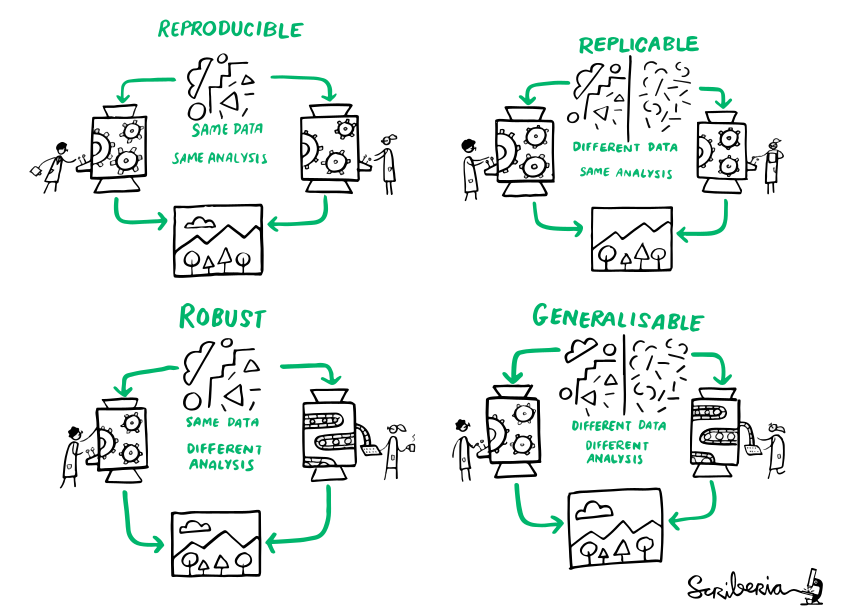 REPRODUCIBLE
SAME DATA
SAME ANALYSIS
REPLICABLE
DIFFERENT DATA
SAME ANALYSIS
ROBUST
SAME DATA
DIFFERENT
ANALYSIS
GENERALISABLE
DIFFERENT DATA
DIFFERENT
ANALYSIS
Scriberia